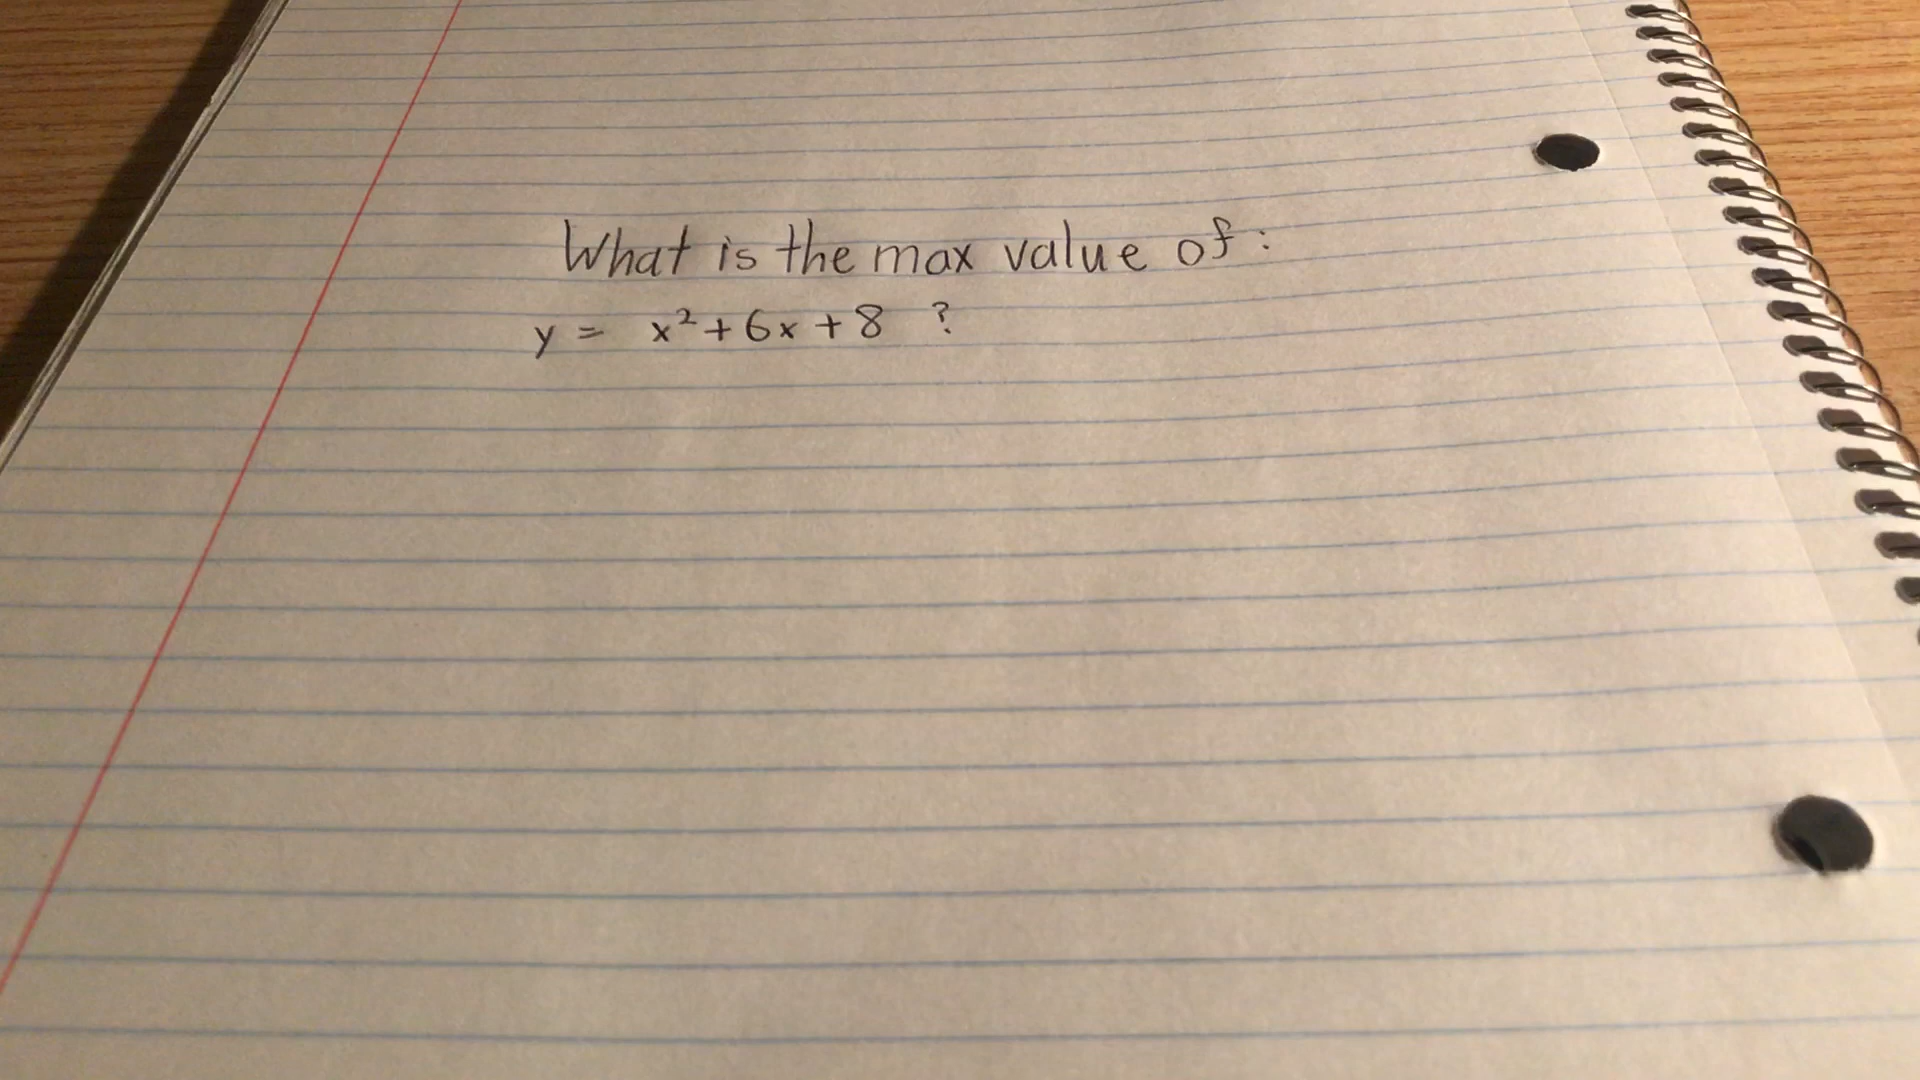 What is the max value of:
y = x² + 6x + 8 ?